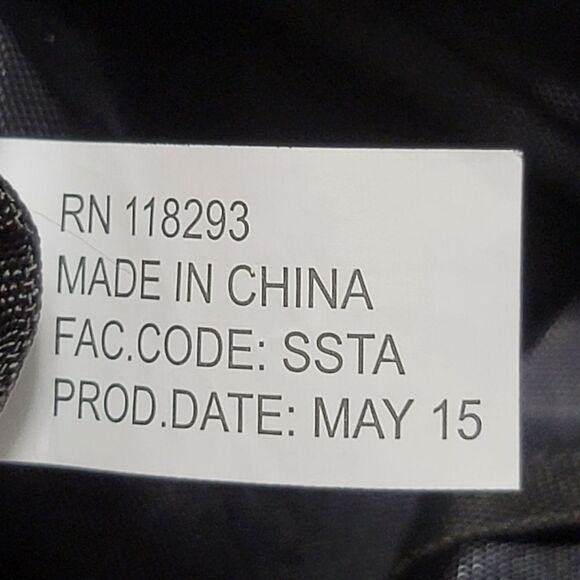 RN 118293
MADE IN CHINA
FAC.CODE: SSTA
PROD.DATE: MAY 15